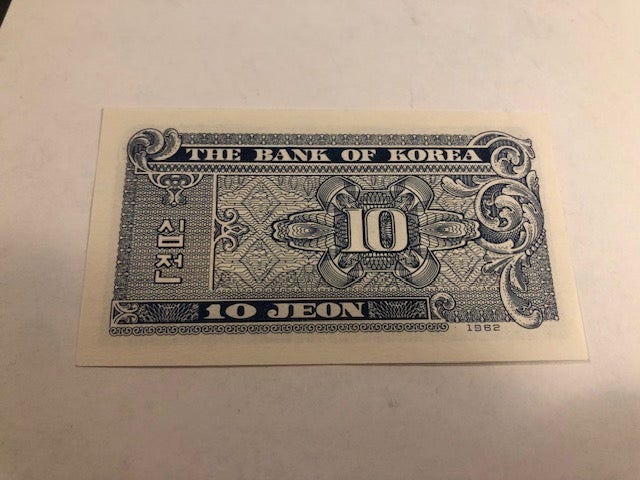 THE BANK OF KOREA
십전
10
10 JEON
1962